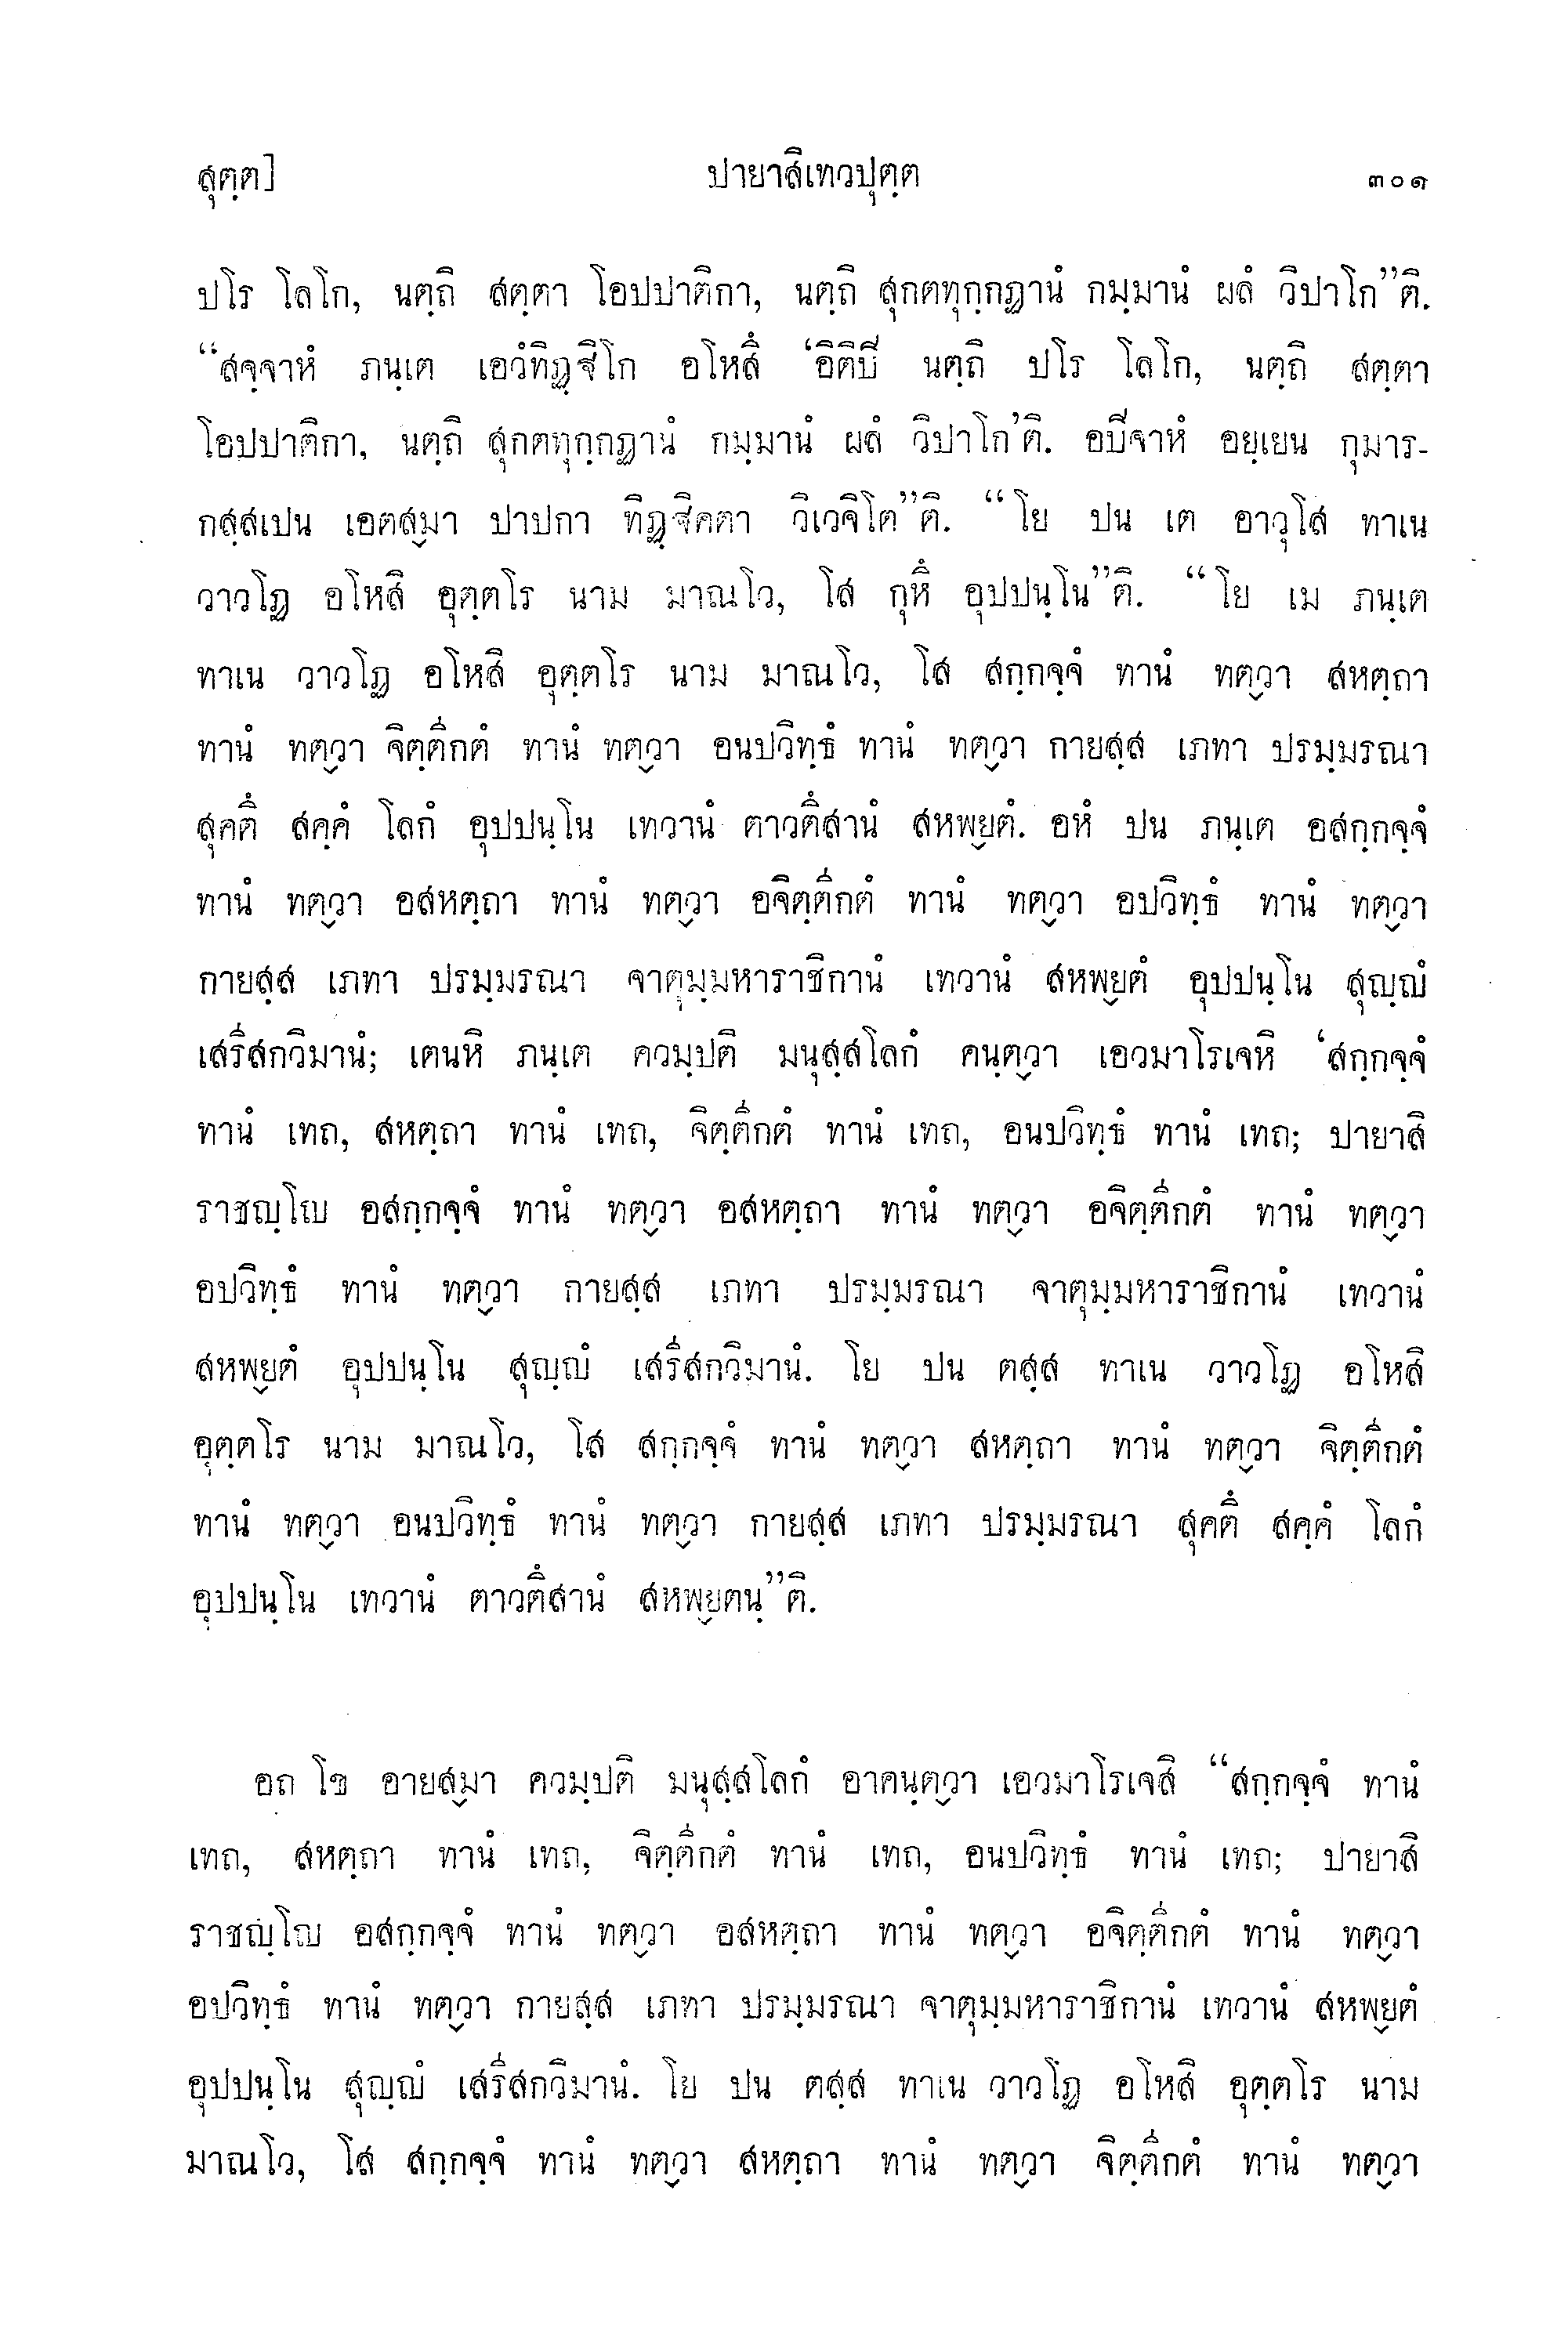 สุตฺต]
ปายาสิเทวปุตฺต
๓๐๑
ปโร โลโก, นตฺถิ สตฺตา โอปปาติกา, นตฺถิ สุกตทุกฺกฏานํ กมฺมานํ ผลํ วิปาโก”ติ.
“สจฺจาหํ ภนฺเต เอวํทิฏฺฐิโก อโหสิํ ‘อิติปิ นตฺถิ ปโร โลโก, นตฺถิ สตฺตา
โอปปาติกา, นตฺถิ สุกตทุกฺกฏานํ กมฺมานํ ผลํ วิปาโก’ติ. อปิจาหํ อยฺเยน กุมาร-
กสฺสเปน เอตสฺมา ปาปกา ทิฏฺฐิคตา วิเวจิโต”ติ. “โย ปน เต อาวุโส ทาเน
วาวโฏ อโหสิ อุตฺตโร นาม มาณโว, โส กุหิํ อุปปนฺโน”ติ. “โย เม ภนฺเต
ทาเน วาวโฏ อโหสิ อุตฺตโร นาม มาณโว, โส สกฺกจฺจํ ทานํ ทตฺวา สหตฺถา
ทานํ ทตฺวา จิตฺติํกตํ ทานํ ทตฺวา อนปวิทฺธํ ทานํ ทตฺวา กายสฺส เภทา ปรมฺมรณา
สุคติํ สคฺคํ โลกํ อุปปนฺโน เทวานํ ตาวติํสานํ สหพฺยตํ. อหํ ปน ภนฺเต อสกฺกจฺจํ
ทานํ ทตฺวา อสหตฺถา ทานํ ทตฺวา อจิตฺติํกตํ ทานํ ทตฺวา อปวิทฺธํ ทานํ ทตฺวา
กายสฺส เภทา ปรมฺมรณา จาตุมฺมหาราชิกานํ เทวานํ สหพฺยตํ อุปปนฺโน สุญฺญํ
เสริํสกวิมานํ; เตนหิ ภนฺเต ควมฺปติ มนุสฺสโลกํ คนฺตฺวา เอวมาโรเจหิ ‘สกฺกจฺจํ
ทานํ เทถ, สหตฺถา ทานํ เทถ, จิตฺติํกตํ ทานํ เทถ, อนปวิทฺธํ ทานํ เทถ; ปายาสิ
ราชญฺโญ อสกฺกจฺจํ ทานํ ทตฺวา อสหตฺถา ทานํ ทตฺวา อจิตฺติํกตํ ทานํ ทตฺวา
อปวิทฺธํ ทานํ ทตฺวา กายสฺส เภทา ปรมฺมรณา จาตุมฺมหาราชิกานํ เทวานํ
สหพฺยตํ อุปปนฺโน สุญฺญํ เสริํสกวิมานํ. โย ปน ตสฺส ทาเน วาวโฏ อโหสิ
อุตฺตโร นาม มาณโว, โส สกฺกจฺจํ ทานํ ทตฺวา สหตฺถา ทานํ ทตฺวา จิตฺติํกตํ
ทานํ ทตฺวา อนปวิทฺธํ ทานํ ทตฺวา กายสฺส เภทา ปรมฺมรณา สุคติํ สคฺคํ โลกํ
อุปปนฺโน เทวานํ ตาวติํสานํ สหพฺยตนฺ”ติ.
อถ โข อายสฺมา ควมฺปติ มนุสฺสโลกํ อาคนฺตฺวา เอวมาโรเจสิ “สกฺกจฺจํ ทานํ
เทถ, สหตฺถา ทานํ เทถ, จิตฺติํกตํ ทานํ เทถ, อนปวิทฺธํ ทานํ เทถ; ปายาสิ
ราชญฺโญ อสกฺกจฺจํ ทานํ ทตฺวา อสหตฺถา ทานํ ทตฺวา อจิตฺติํกตํ ทานํ ทตฺวา
อปวิทฺธํ ทานํ ทตฺวา กายสฺส เภทา ปรมฺมรณา จาตุมฺมหาราชิกานํ เทวานํ สหพฺยตํ
อุปปนฺโน สุญฺญํ เสริํสกวิมานํ. โย ปน ตสฺส ทาเน วาวโฏ อโหสิ อุตฺตโร นาม
มาณโว, โส สกฺกจฺจํ ทานํ ทตฺวา สหตฺถา ทานํ ทตฺวา จิตฺติํกตํ ทานํ ทตฺวา